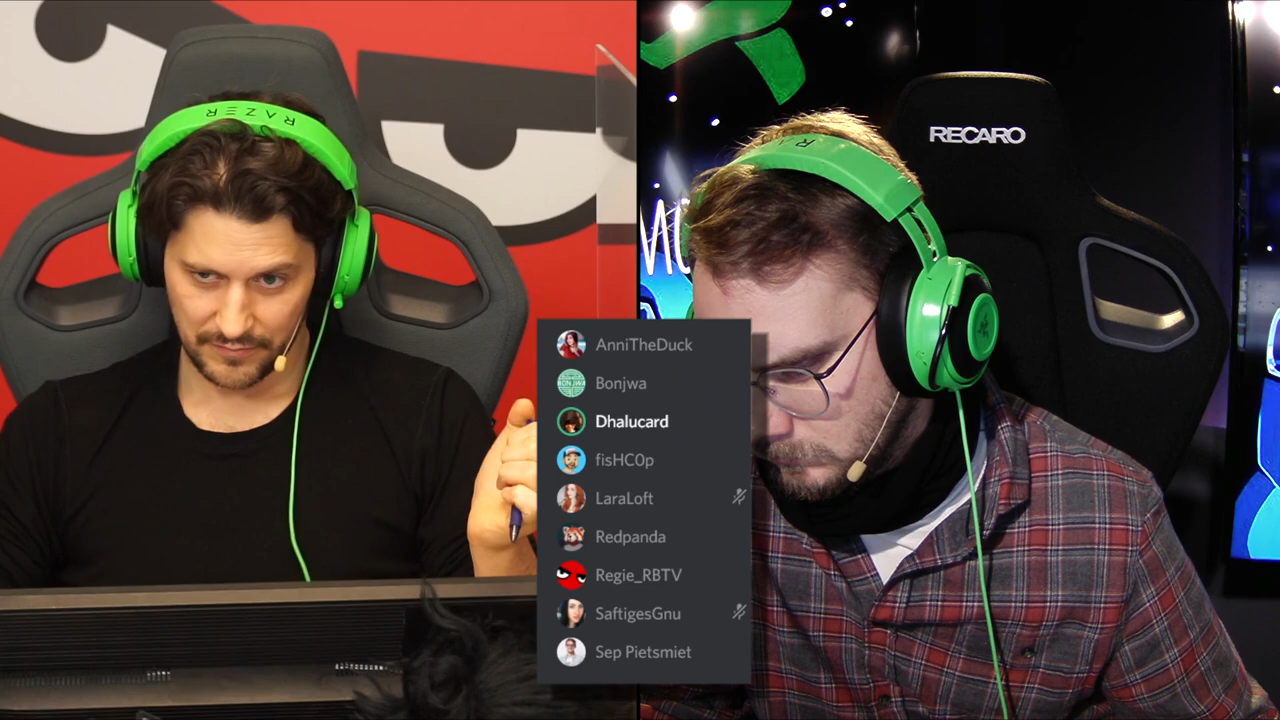 RAZER
RECARO
AnniTheDuck
Bonjwa
Dhalucard
fisHC0p
LaraLoft
Redpanda
Regie_RBTV
SaftigesGnu
Sep Pietsmiet